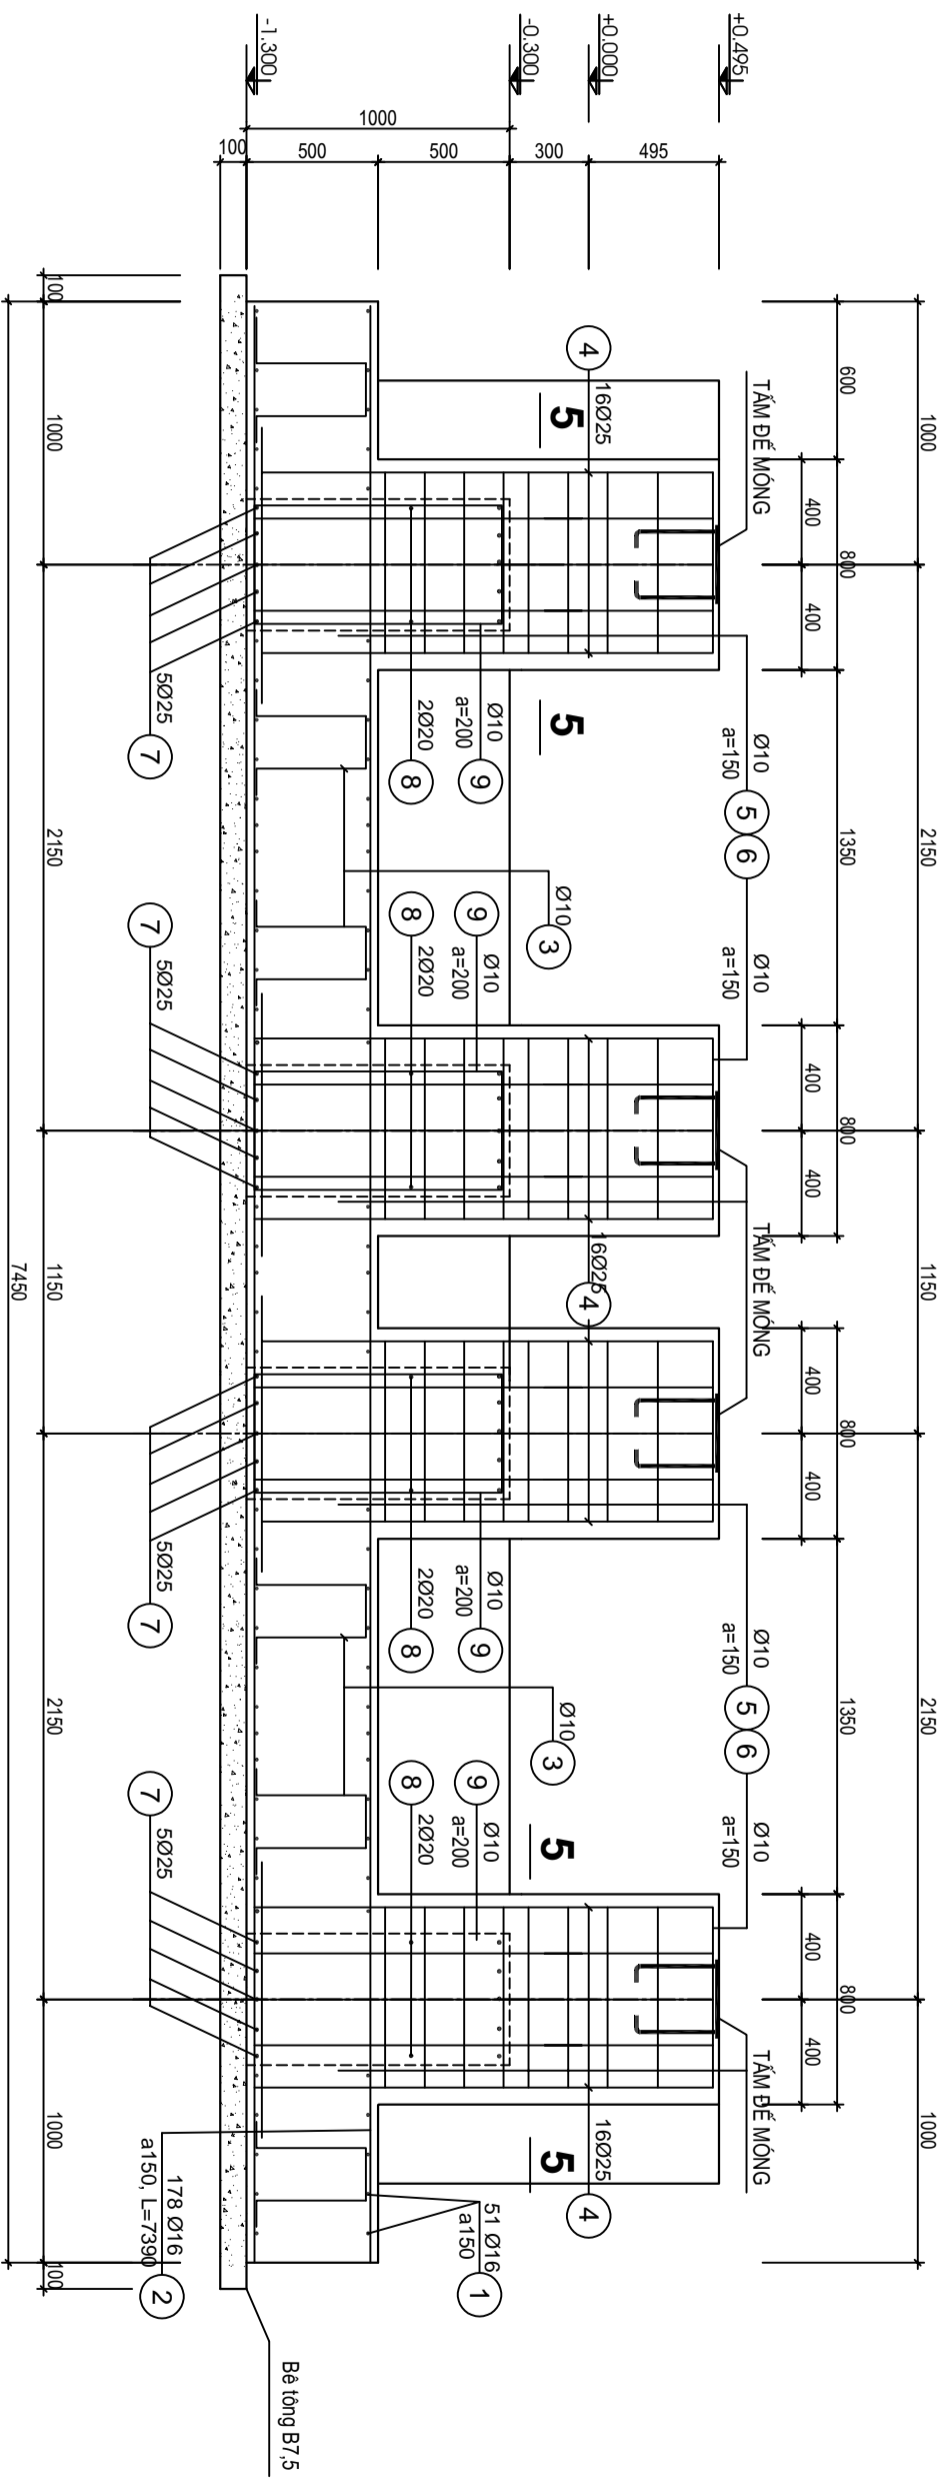 1000
2150
1150
2150
1000
600
800
1350
800
800
1350
800
400
400
400
400
400
400
400
400
TẤM ĐẾ MÓNG
Ø10
a=150
5
6
Ø10
a=150
TẤM ĐẾ MÓNG
Ø10
a=150
5
6
Ø10
a=150
TẤM ĐẾ MÓNG
+0.495
+0.000
-0.300
-1.300
495
300
500
500
100
1000
4
16Ø25
16Ø25
4
16Ø25
4
5
5
5
5
Ø10
3
Ø10
3
Ø10
a=200
9
9
Ø10
a=200
Ø10
a=200
9
9
Ø10
a=200
2Ø20
8
8
2Ø20
2Ø20
8
8
2Ø20
51 Ø16
a150
1
Bê tông B7,5
5Ø25
7
7
5Ø25
5Ø25
7
7
5Ø25
178 Ø16
a150, L=7390
2
100
1000
2150
1150
2150
1000
100
7450